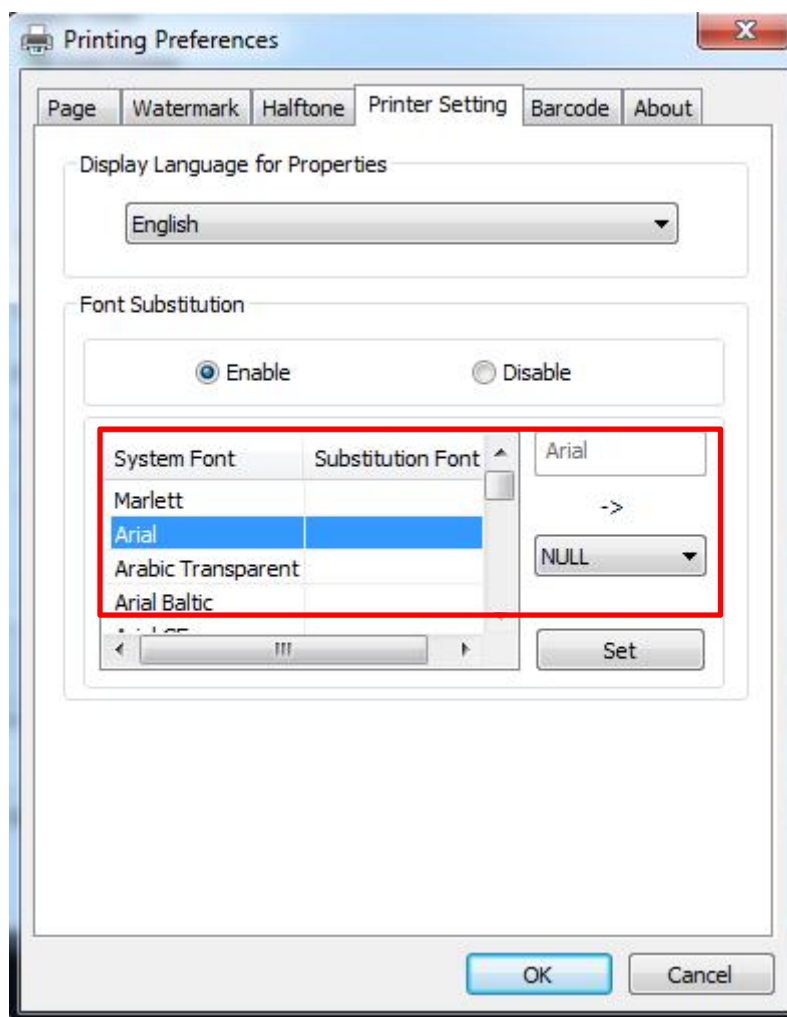 Printing Preferences
Page Watermark Halftone Printer Setting Barcode About
Display Language for Properties
English
Font Substitution
Enable Disable
System Font Substitution Font
Marlett
Arial
Arabic Transparent
Arial Baltic
Arial
->
NULL
Set
OK Cancel